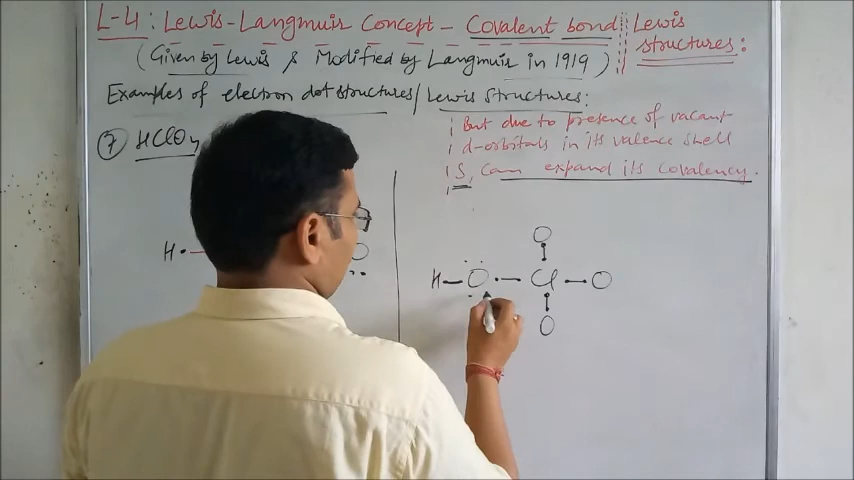 L-4: Lewis-Langmuir Concept - Covalent bond Lewis
structures:
(Given by Lewis & Modified by Langmuir in 1919)
Examples of electron dot structures/Lewis Structures:
But due to presence of vacant
d-orbitals in its valence shell
S, can expand its covalency.
7 HClO4
O
H O Cl O
O
H O